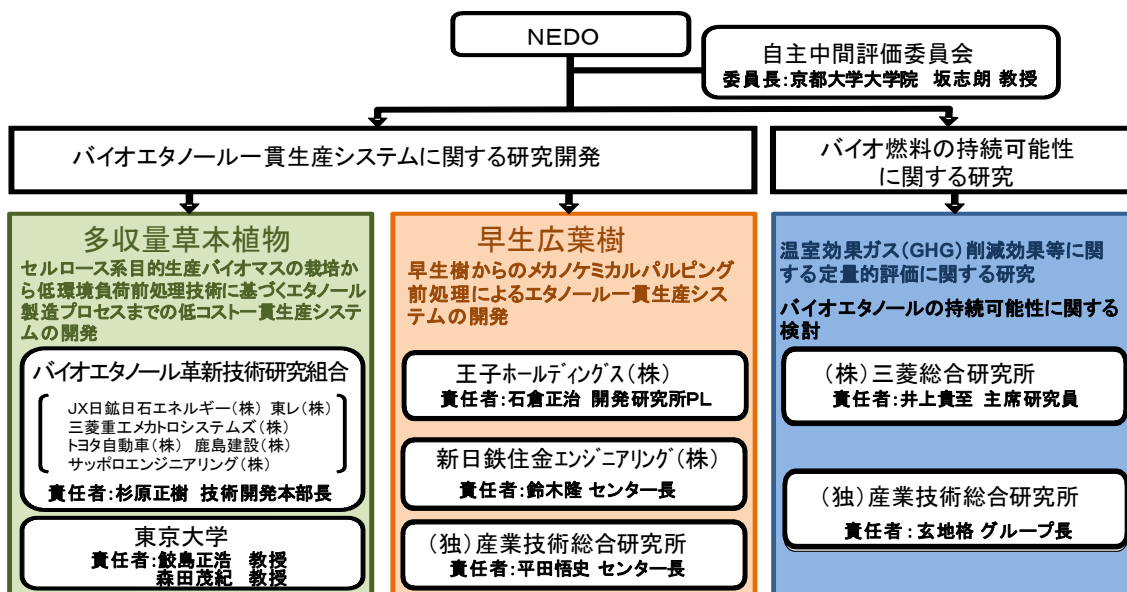 NEDO
自主中間評価委員会
委員長:京都大学大学院 坂志朗 教授
バイオエタノール一貫生産システムに関する研究開発
バイオ燃料の持続可能性
に関する研究
多収量草本植物
セルロース系目的生産バイオマスの栽培か
ら低環境負荷前処理技術に基づくエタノール
製造プロセスまでの低コスト一貫生産システ
ムの開発
バイオエタノール革新技術研究組合
JX日鉱日石エネルギー(株) 東レ(株)
三菱重工メカトロシステムズ(株)
トヨタ自動車(株) 鹿島建設(株)
サッポロエンジニアリング(株)
責任者:杉原正樹 技術開発本部長
東京大学
責任者:鮫島正浩 教授
森田茂紀 教授
早生広葉樹
早生樹からのメカノケミカルパルピング
前処理によるエタノール一貫生産シス
テムの開発
王子ホールディングス(株)
責任者:石倉正治 開発研究所PL
新日鉄住金エンジニアリング(株)
責任者:鈴木隆 センター長
(独)産業技術総合研究所
責任者:平田悟史 センター長
温室効果ガス(GHG)削減効果等に関
する定量的評価に関する研究
バイオエタノールの持続可能性に関する
検討
(株)三菱総合研究所
責任者:井上貴至 主席研究員
(独)産業技術総合研究所
責任者:玄地裕 グループ長